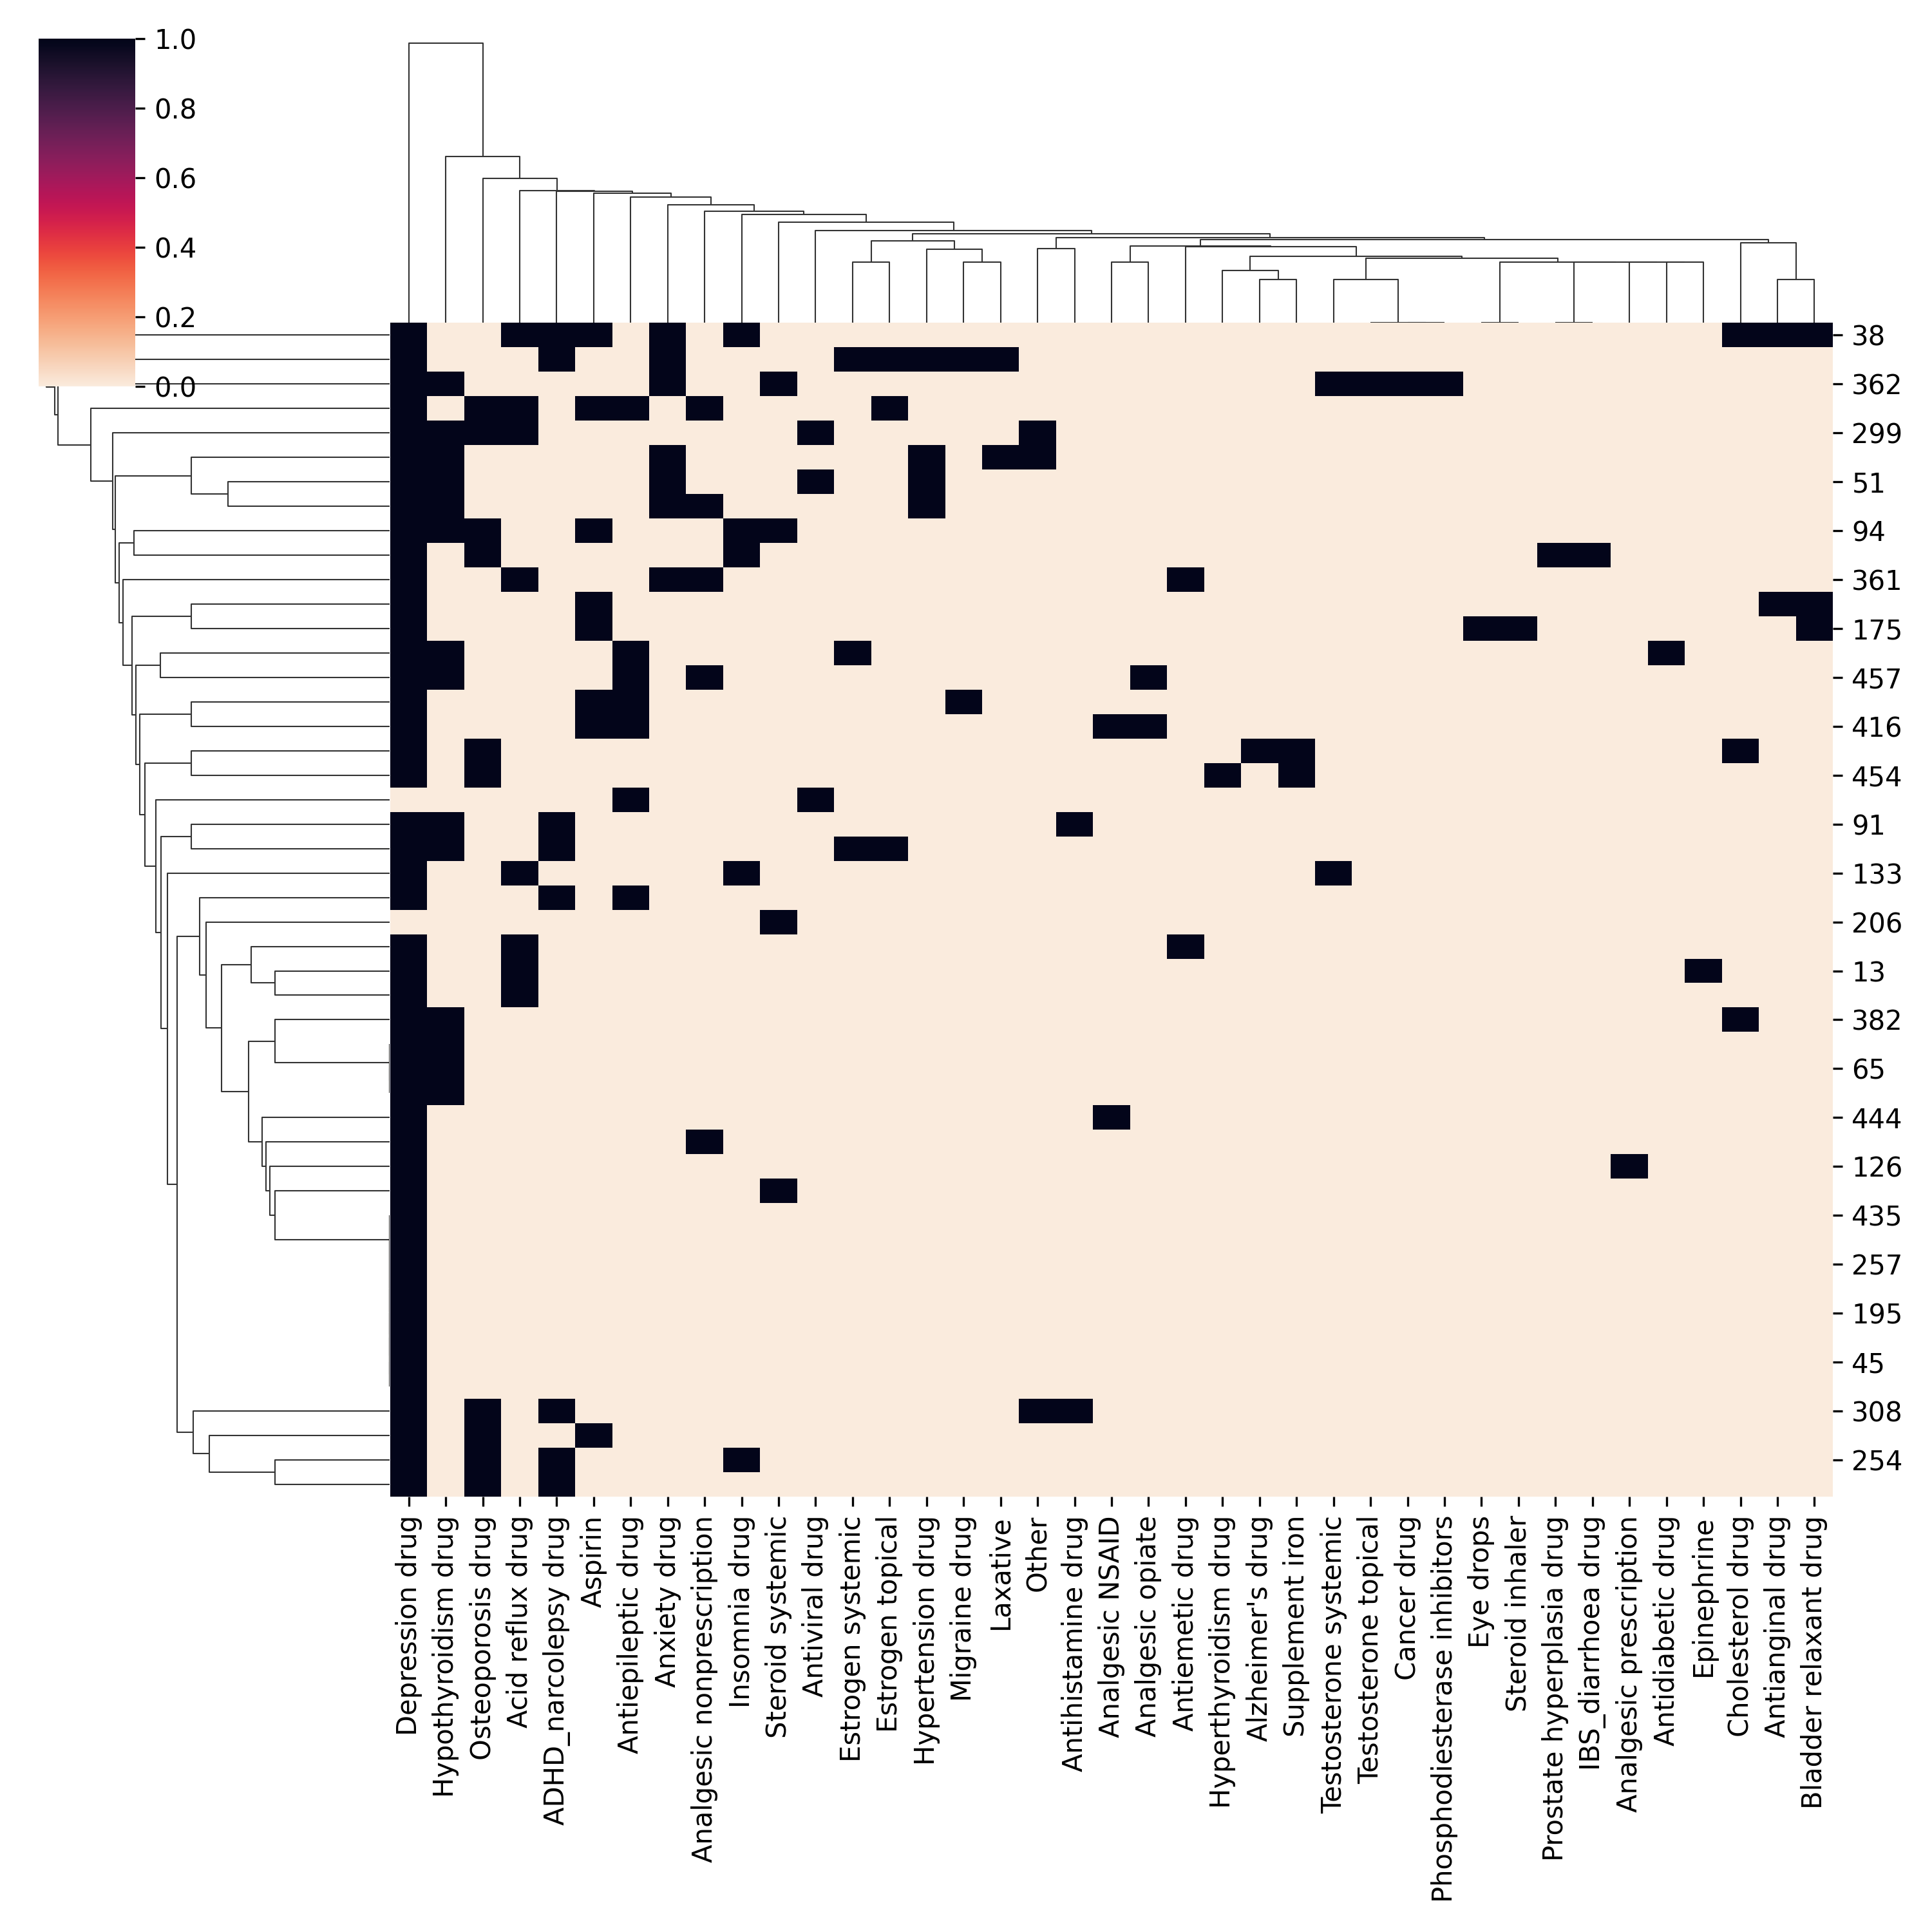 1.0
0.8
0.6
0.4
0.2
0.0
38
362
299
51
94
361
175
457
416
454
91
133
206
13
382
65
444
126
435
257
195
45
308
254
Depression drug
Hypothyroidism drug
Osteoporosis drug
Acid reflux drug
ADHD_narcolepsy drug
Aspirin
Antiepileptic drug
Anxiety drug
Analgesic nonprescription
Insomnia drug
Steroid systemic
Antiviral drug
Estrogen systemic
Estrogen topical
Hypertension drug
Migraine drug
Laxative
Other
Antihistamine drug
Analgesic NSAID
Analgesic opiate
Antiemetic drug
Hyperthyroidism drug
Alzheimer's drug
Supplement iron
Testosterone systemic
Testosterone topical
Cancer drug
Phosphodiesterase inhibitors
Eye drops
Steroid inhaler
Prostate hyperplasia drug
IBS_diarrhoea drug
Analgesic prescription
Antidiabetic drug
Epinephrine
Cholesterol drug
Antianginal drug
Bladder relaxant drug